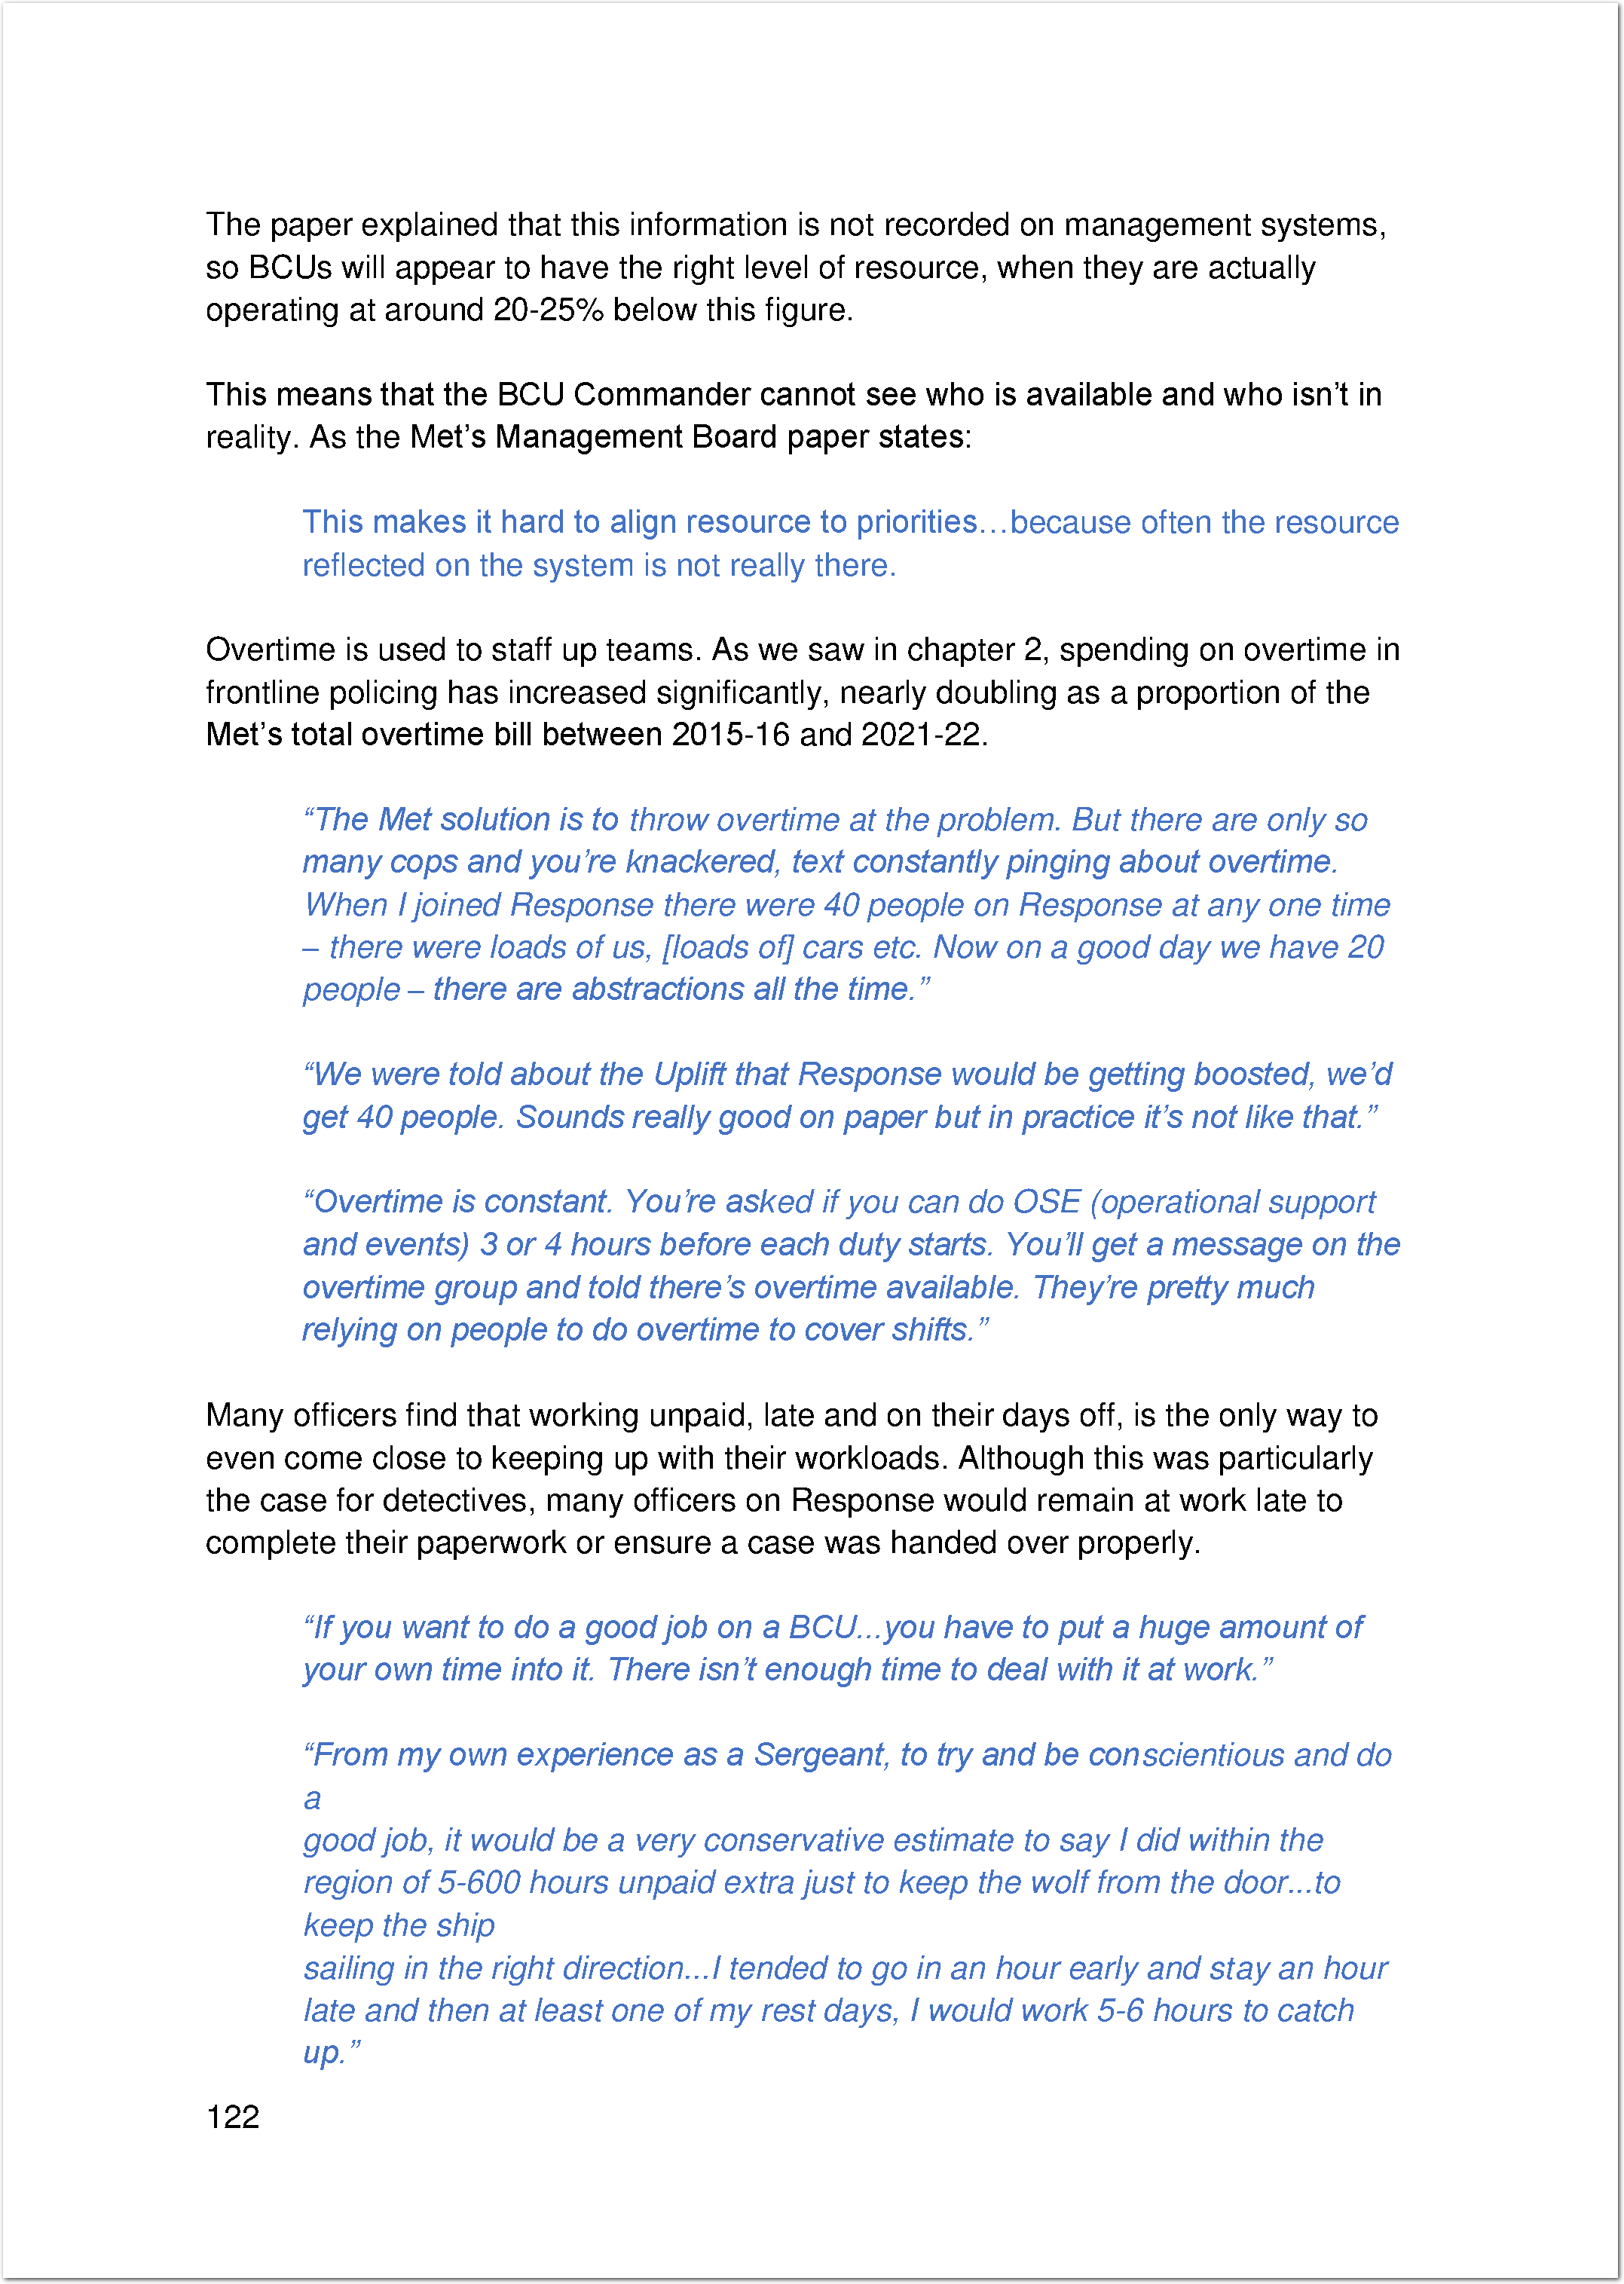 The paper explained that this information is not recorded on management systems,
so BCUs will appear to have the right level of resource, when they are actually
operating at around 20-25% below this figure.
This means that the BCU Commander cannot see who is available and who isn’t in
reality. As the Met’s Management Board paper states:
This makes it hard to align resource to priorities…because often the resource
reflected on the system is not really there.
Overtime is used to staff up teams. As we saw in chapter 2, spending on overtime in
frontline policing has increased significantly, nearly doubling as a proportion of the
Met’s total overtime bill between 2015-16 and 2021-22.
“The Met solution is to throw overtime at the problem. But there are only so
many cops and you’re knackered, text constantly pinging about overtime.
When I joined Response there were 40 people on Response at any one time
– there were loads of us, [loads of] cars etc. Now on a good day we have 20
people – there are abstractions all the time.”
“We were told about the Uplift that Response would be getting boosted, we’d
get 40 people. Sounds really good on paper but in practice it’s not like that.”
“Overtime is constant. You’re asked if you can do OSE (operational support
and events) 3 or 4 hours before each duty starts. You’ll get a message on the
overtime group and told there’s overtime available. They’re pretty much
relying on people to do overtime to cover shifts.”
Many officers find that working unpaid, late and on their days off, is the only way to
even come close to keeping up with their workloads. Although this was particularly
the case for detectives, many officers on Response would remain at work late to
complete their paperwork or ensure a case was handed over properly.
“If you want to do a good job on a BCU...you have to put a huge amount of
your own time into it. There isn’t enough time to deal with it at work.”
“From my own experience as a Sergeant, to try and be conscientious and do
a
good job, it would be a very conservative estimate to say I did within the
region of 5-600 hours unpaid extra just to keep the wolf from the door...to
keep the ship
sailing in the right direction...I tended to go in an hour early and stay an hour
late and then at least one of my rest days, I would work 5-6 hours to catch
up.”
122